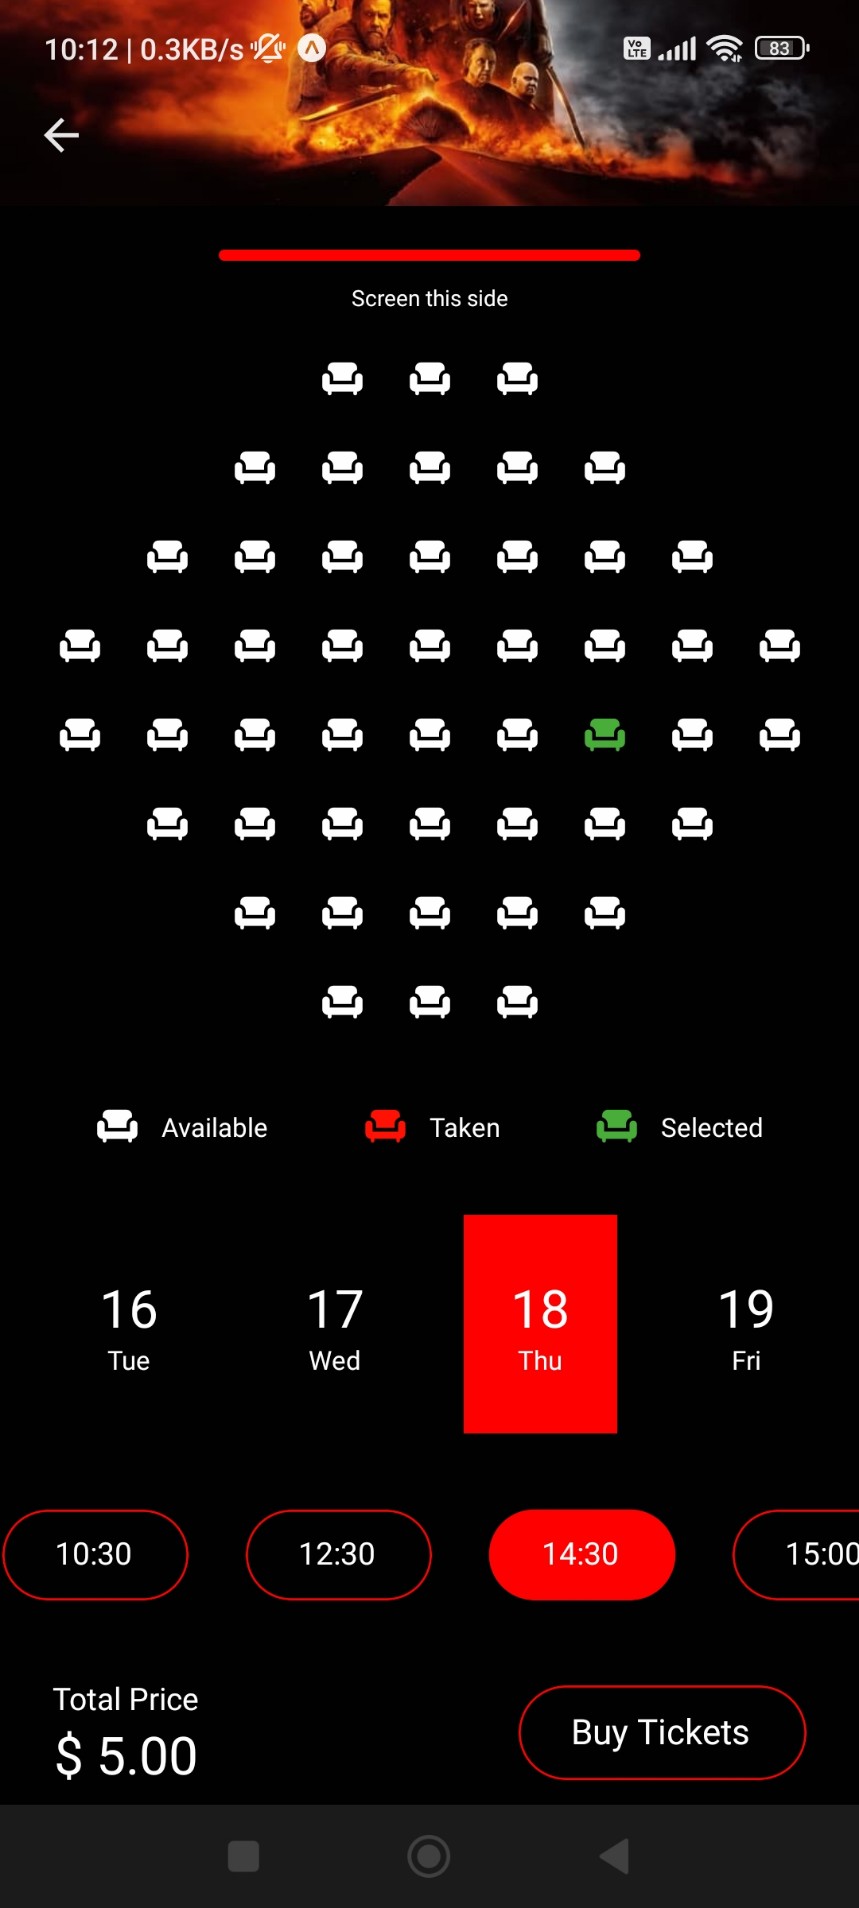 10:12 | 0.3KB/s
Vo LTE
83
Screen this side
Available Taken Selected
16 17 18 19
Tue Wed Thu Fri
10:30 12:30 14:30 15:00
Total Price
$ 5.00
Buy Tickets